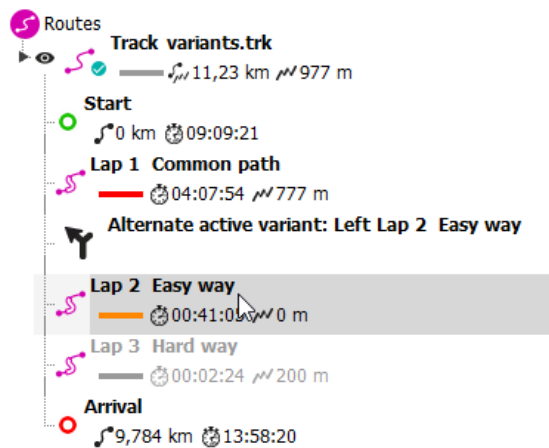 Routes
Track variants.trk
11,23 km 977 m
Start
0 km 09:09:21
Lap 1 Common path
04:07:54 777 m
Alternate active variant: Left Lap 2 Easy way
Lap 2 Easy way
0 m
Lap 3 Hard way
00:02:24 200 m
Arrival
9,784 km 13:58:20